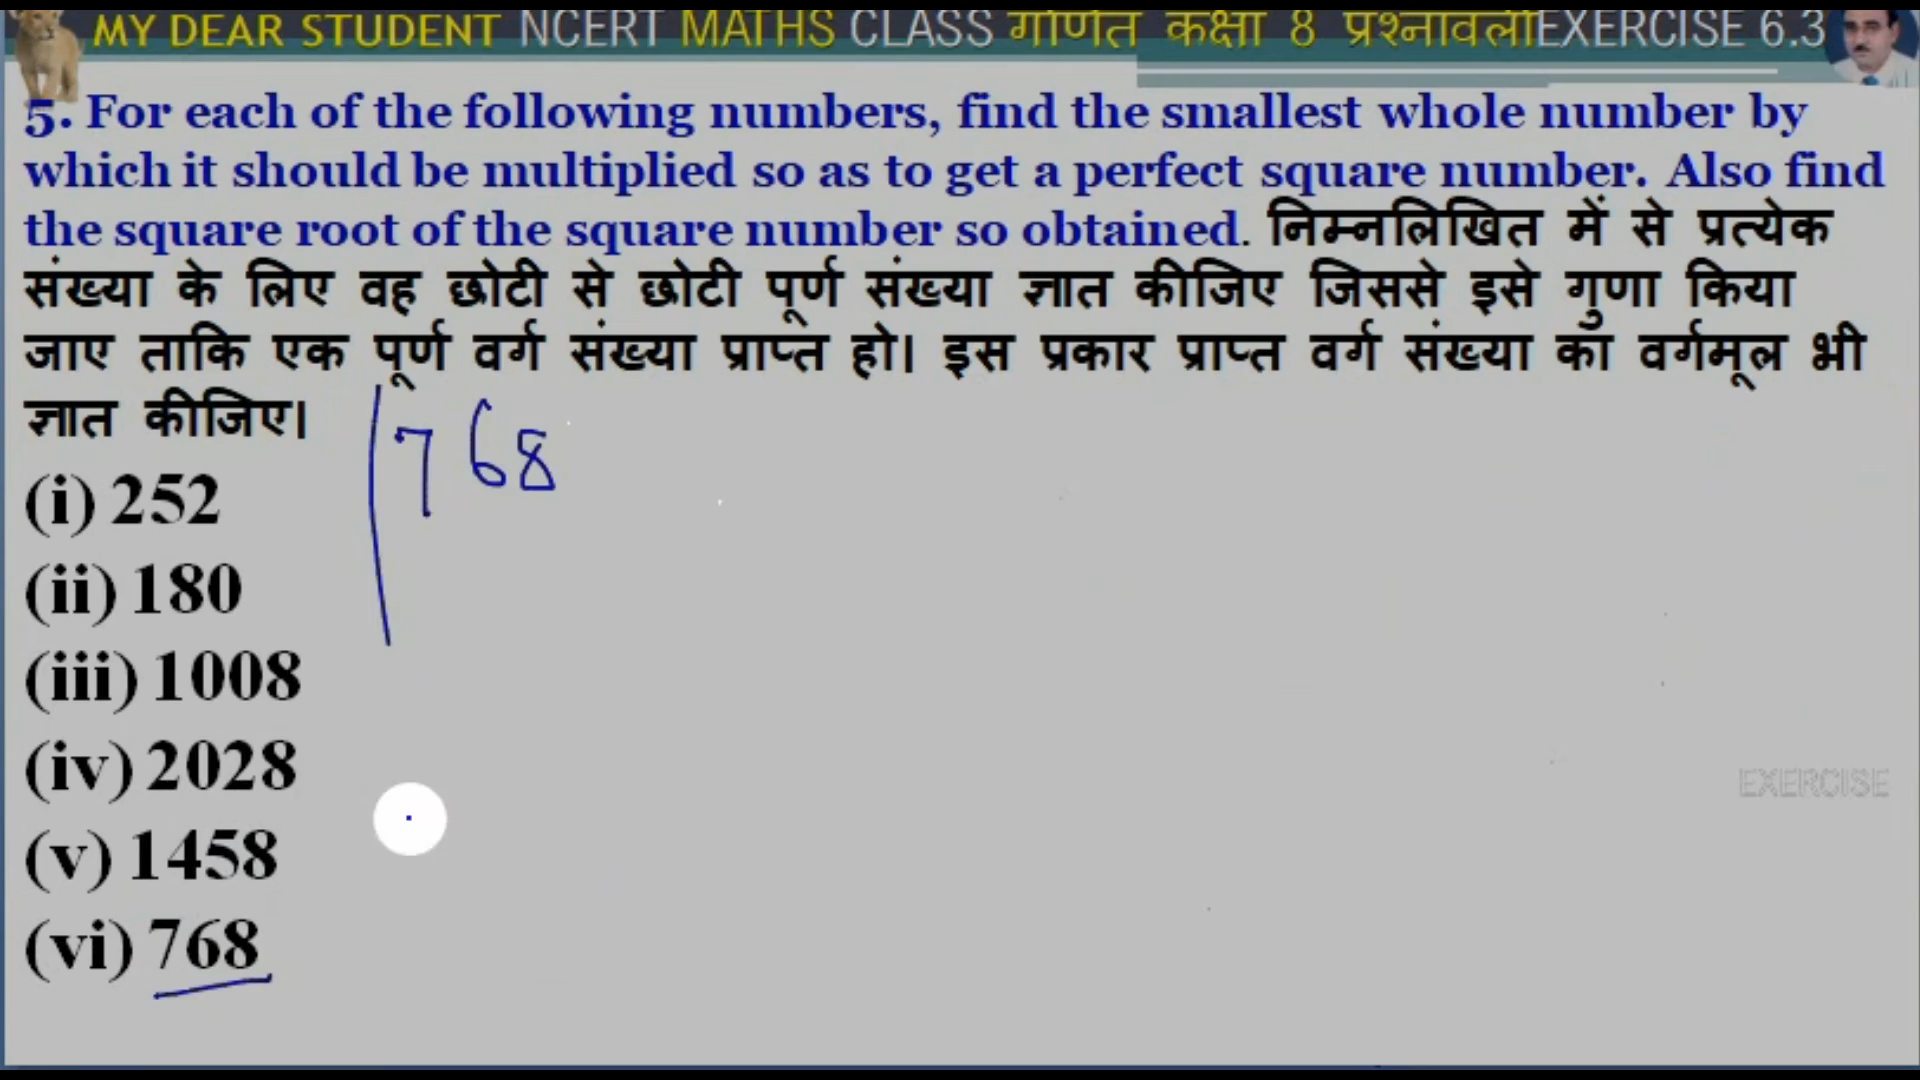 MY DEAR STUDENT NCERT MATHS CLASS गणित कक्षा 8 प्रश्नावली EXERCISE 6.3
5. For each of the following numbers, find the smallest whole number by
which it should be multiplied so as to get a perfect square number. Also find
the square root of the square number so obtained. निम्नलिखित में से प्रत्येक
संख्या के लिए वह छोटी से छोटी पूर्ण संख्या ज्ञात कीजिए जिससे इसे गुणा किया
जाए ताकि एक पूर्ण वर्ग संख्या प्राप्त हो। इस प्रकार प्राप्त वर्ग संख्या का वर्गमूल भी
ज्ञात कीजिए।
768
(i) 252
(ii) 180
(iii) 1008
(iv) 2028
EXERCISE
(v) 1458
(vi) 768